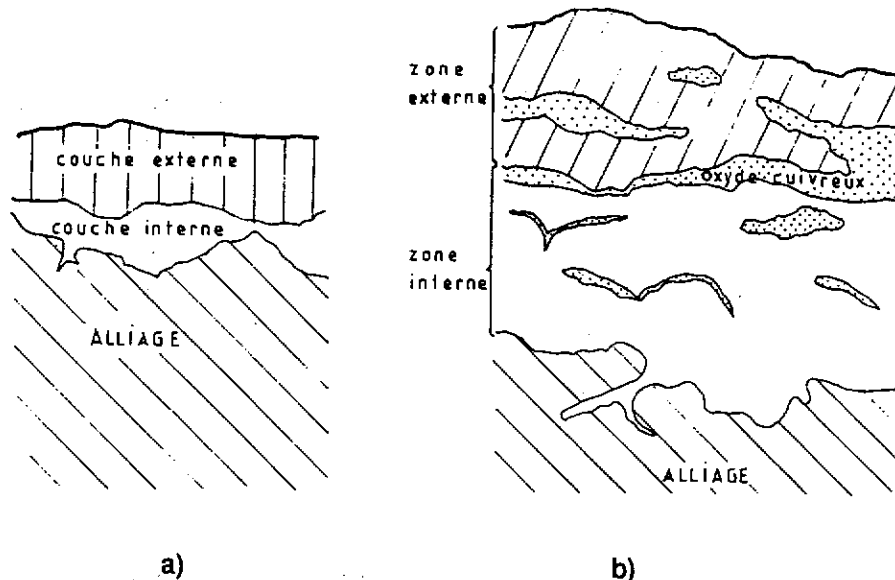 couche externe
couche interne
ALLIAGE
a)
zone
externe
oxyde cuivreux
zone
interne
ALLIAGE
b)